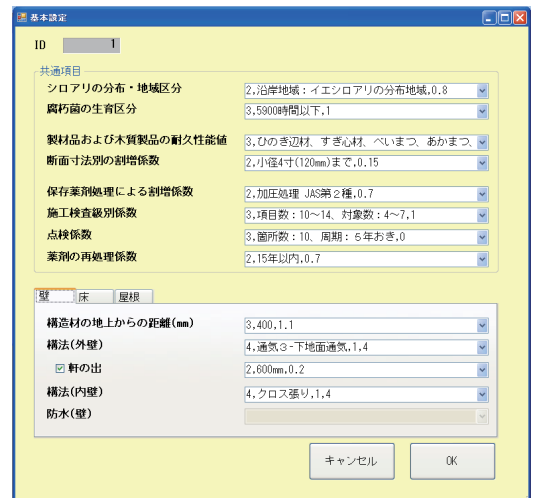 基本設定
ID 1
共通項目
シロアリの分布・地域区分 2,沿岸地域：イエシロアリの分布地域,0.8
腐朽菌の生育区分 3,5900時間以下,1
製材品および木質製品の耐久性能値 3,ひのき辺材、すぎ心材、べいまつ、あかまつ、
断面寸法別の割増係数 2,小径4寸(120mm)まで,0.15
保存薬剤処理による割増係数 2,加圧処理 JAS第２種,0.7
施工検査級別係数 3,項目数：10～14、対象数：4～7,1
点検係数 3,箇所数：10、周期：５年おき,0
薬剤の再処理係数 2,15年以内,0.7
壁 床 屋根
構造材の地上からの距離(mm) 3,400,1.1
構法(外壁) 4,通気３-下地面通気,1,4
軒の出 2,600mm,0.2
構法(内壁) 4,クロス張り,1,4
防水(壁)
キャンセル OK